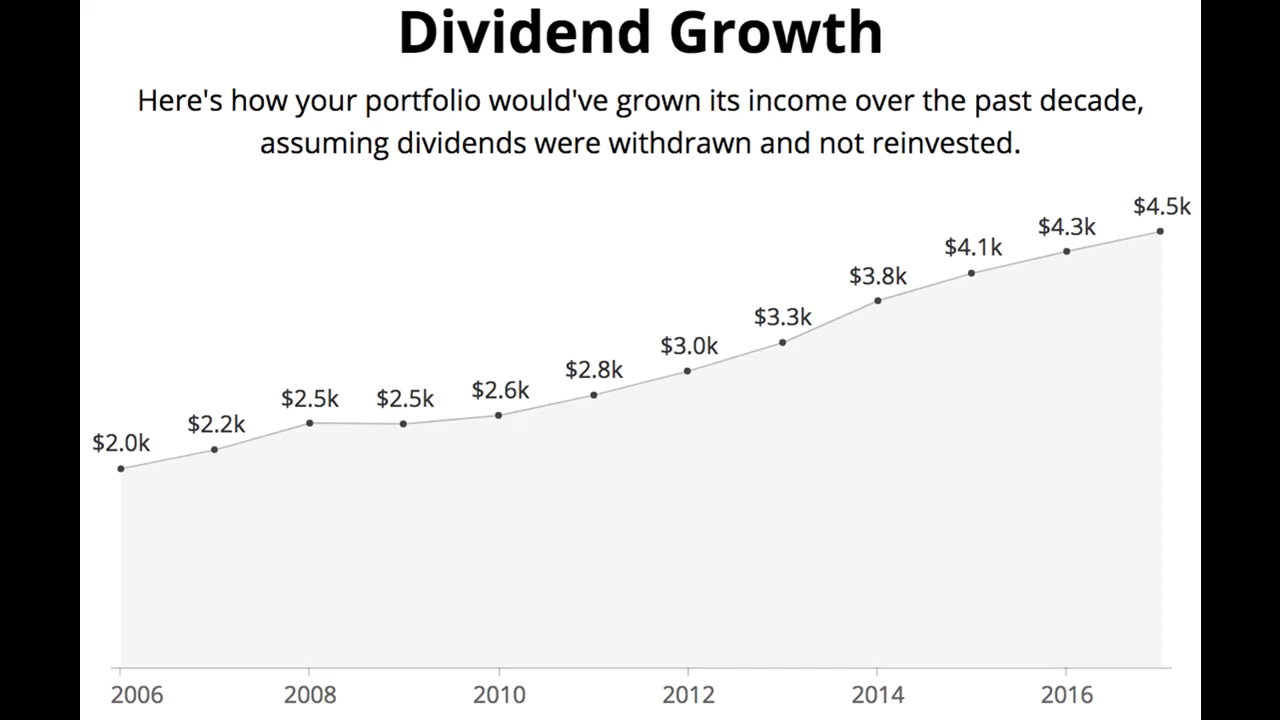 Dividend Growth
Here's how your portfolio would've grown its income over the past decade,
assuming dividends were withdrawn and not reinvested.
$2.0k
$2.2k
$2.5k
$2.5k
$2.6k
$2.8k
$3.0k
$3.3k
$3.8k
$4.1k
$4.3k
$4.5k
2006 2008 2010 2012 2014 2016